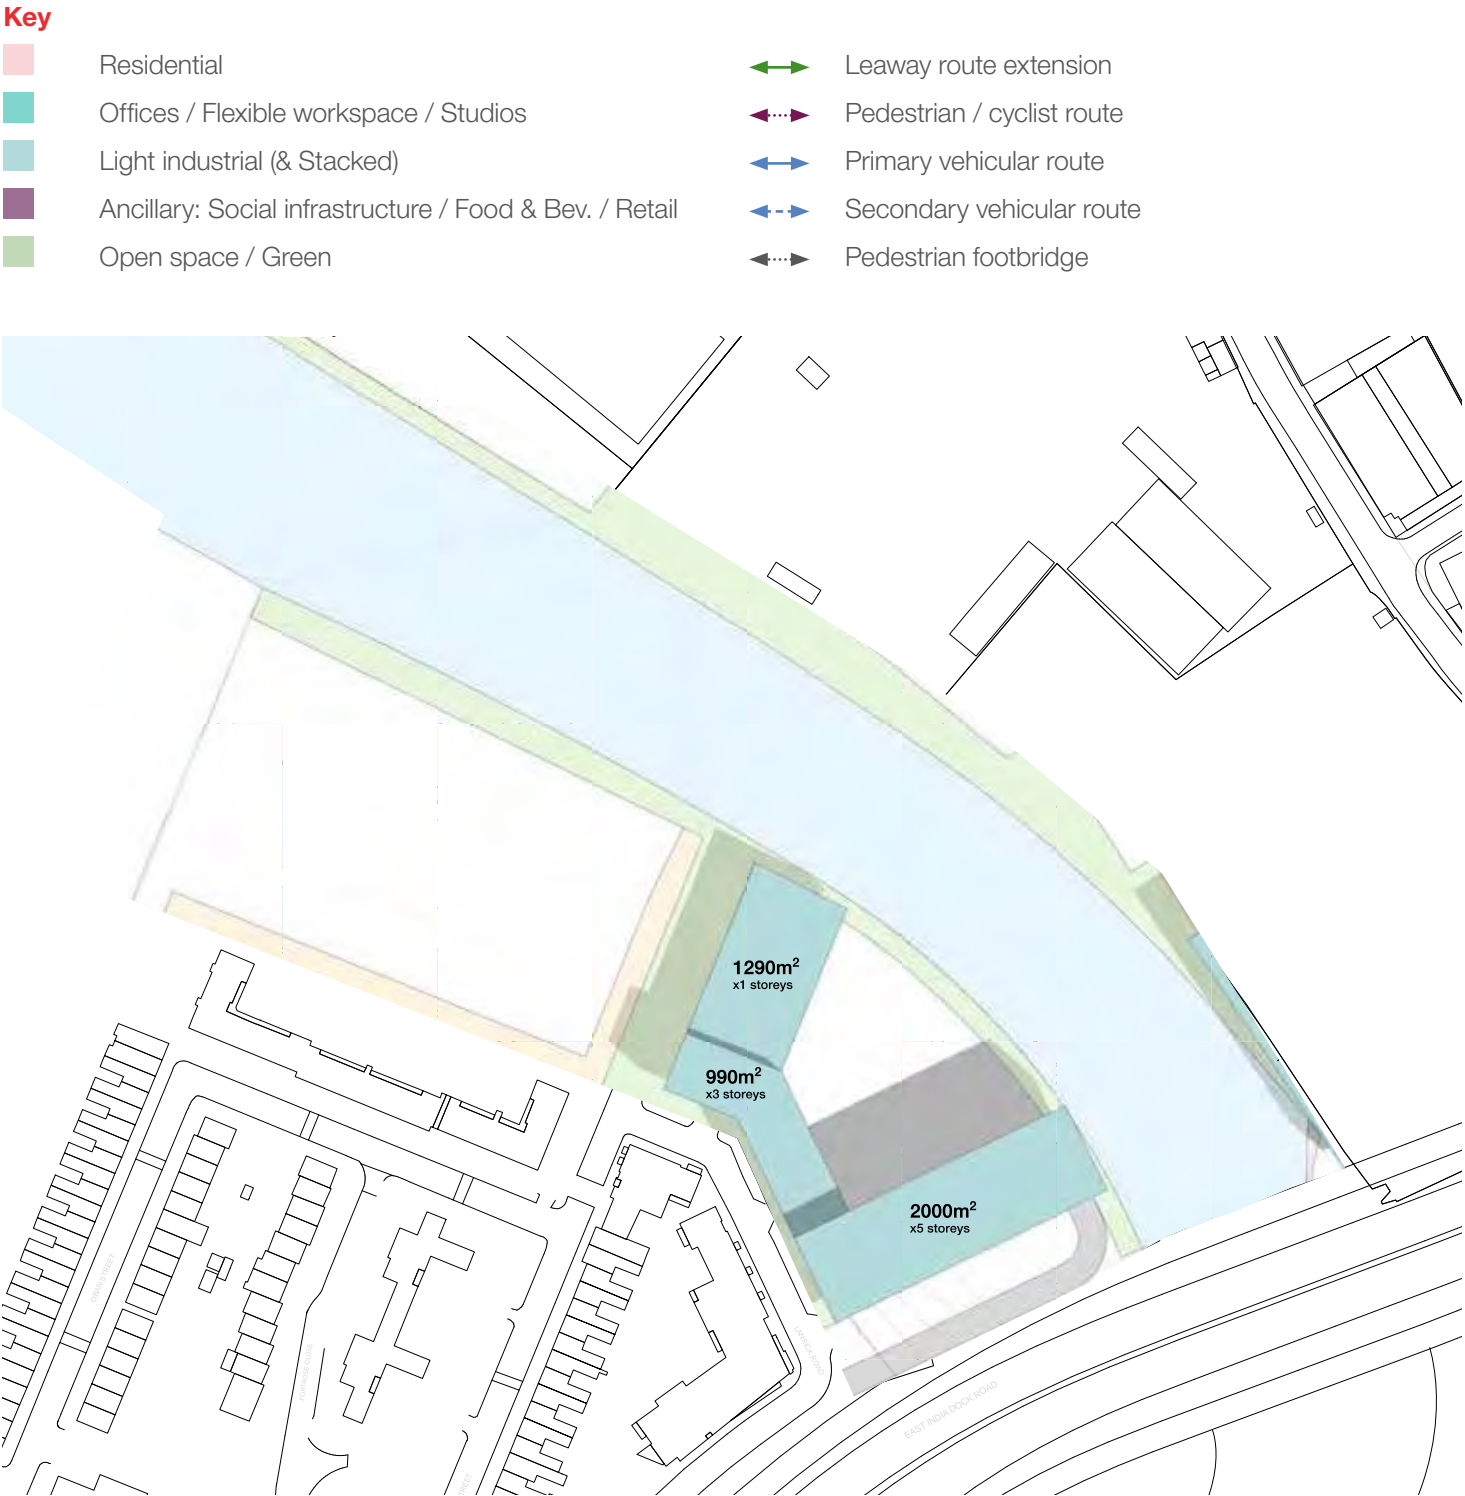 Key
Residential
Offices / Flexible workspace / Studios
Light industrial (& Stacked)
Ancillary: Social infrastructure / Food & Bev. / Retail
Open space / Green
Leaway route extension
Pedestrian / cyclist route
Primary vehicular route
Secondary vehicular route
Pedestrian footbridge
1290m²
x1 storeys
990m²
x3 storeys
2000m²
x5 storeys
LANRICK ROAD
EAST INDIA DOCK ROAD